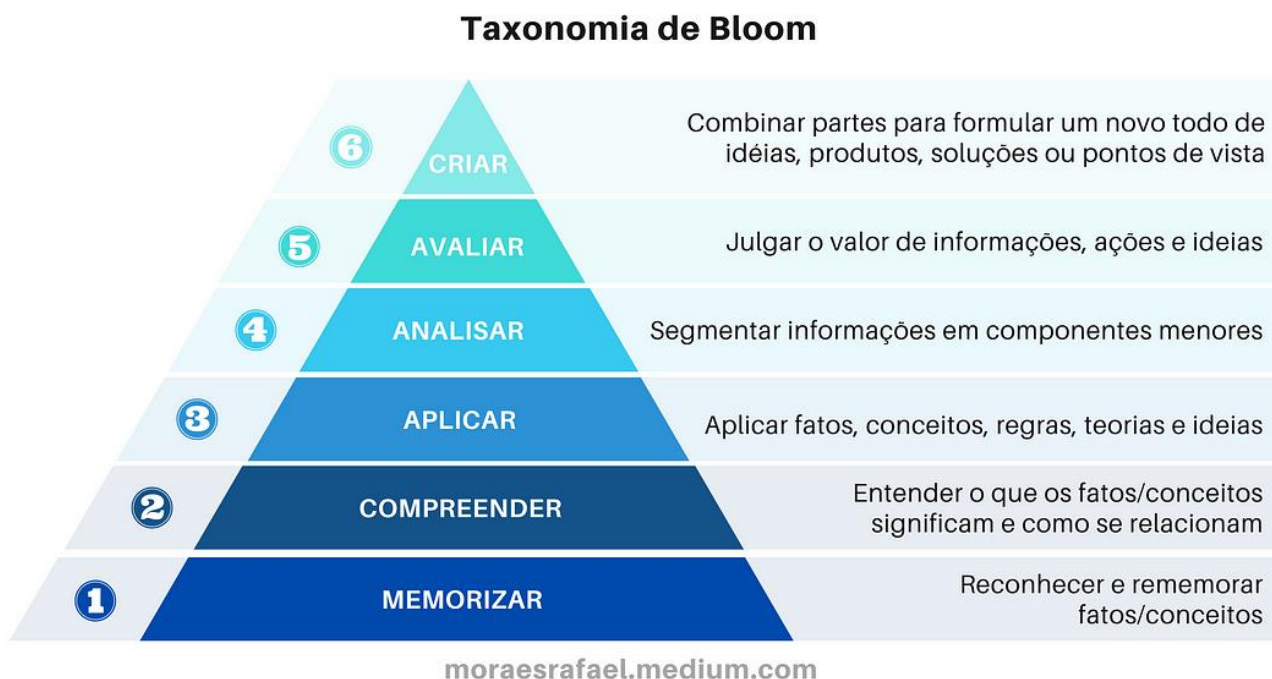 Taxonomia de Bloom
6
CRIAR
Combinar partes para formular um novo todo de
idéias, produtos, soluções ou pontos de vista
5
AVALIAR
Julgar o valor de informações, ações e ideias
4
ANALISAR
Segmentar informações em componentes menores
3
APLICAR
Aplicar fatos, conceitos, regras, teorias e ideias
2
COMPREENDER
Entender o que os fatos/conceitos
significam e como se relacionam
1
MEMORIZAR
Reconhecer e rememorar
fatos/conceitos
moraesrafael.medium.com